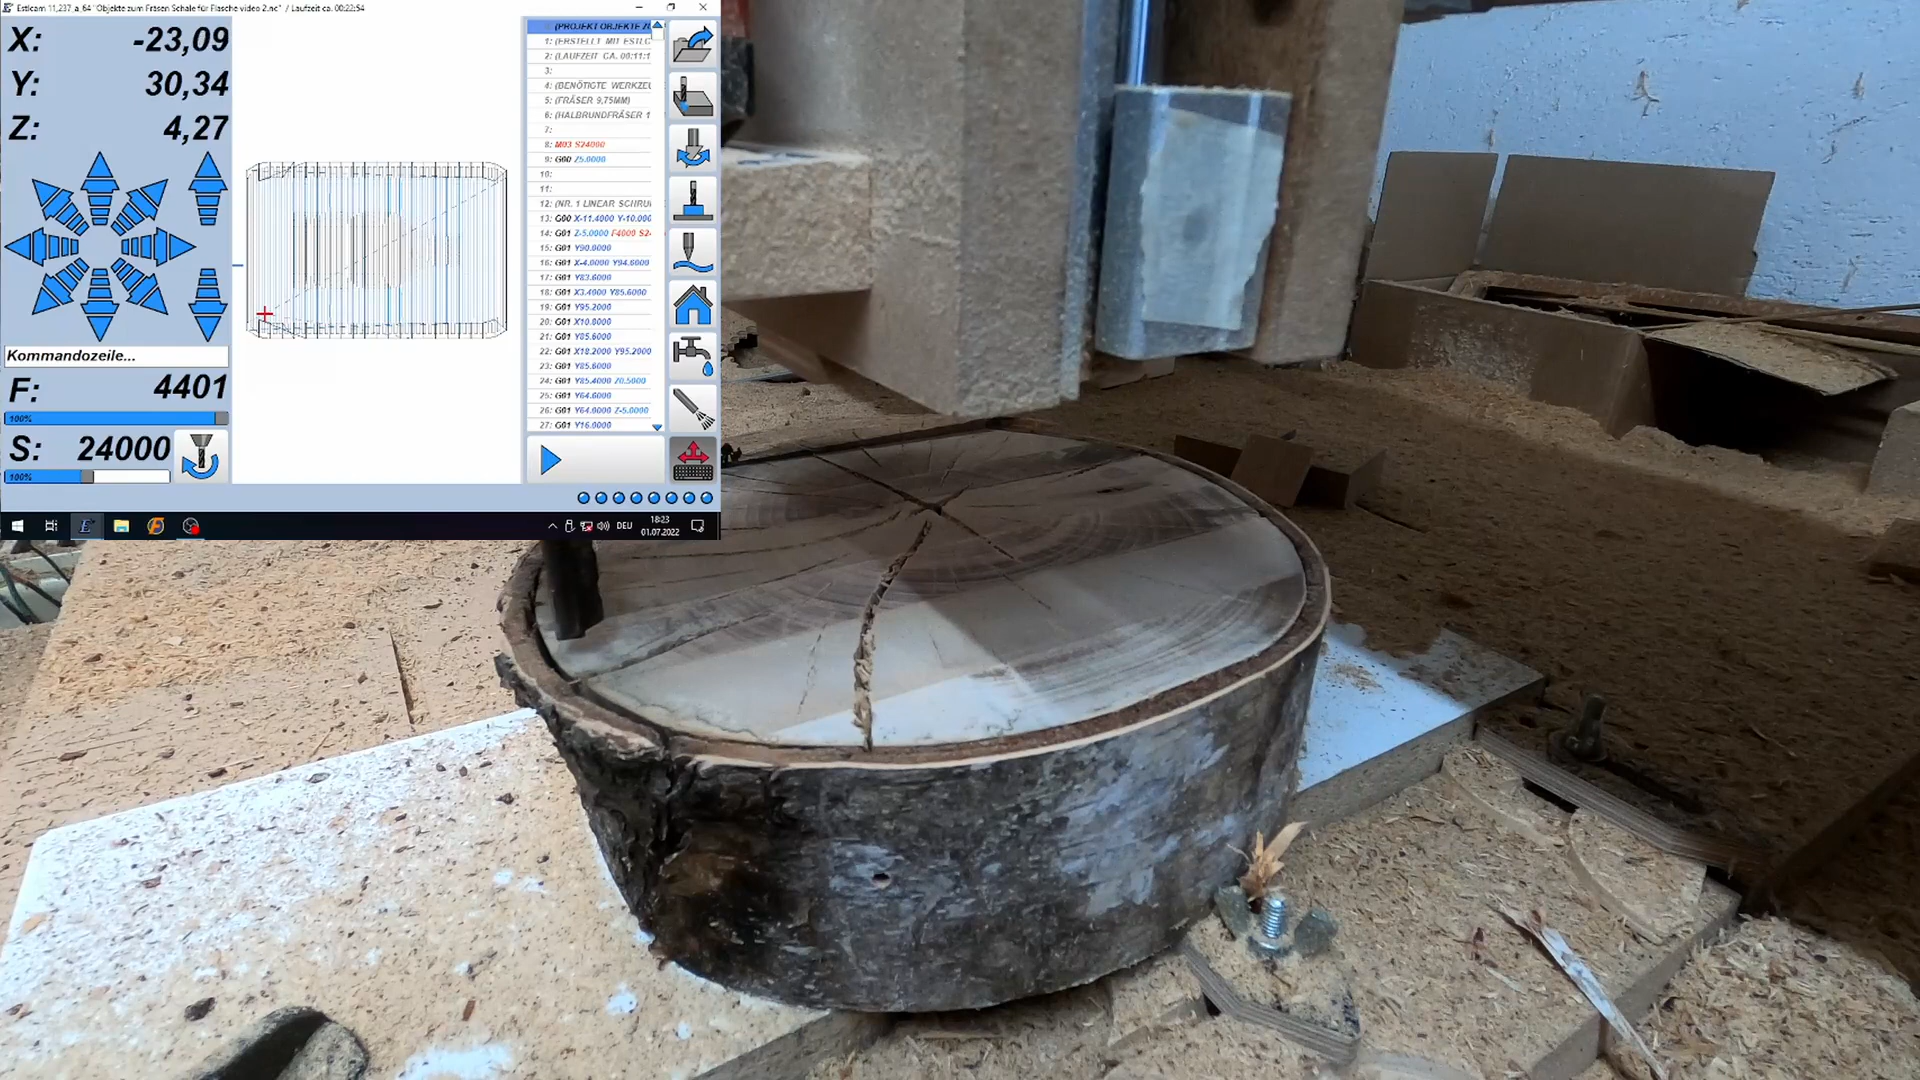 Estlcam 11,237_a_64 "Objekte zum Fräsen Schale für Flasche video 2.nc" / Laufzeit ca. 00:22:54
X: -23,09
Y: 30,34
Z: 4,27
Kommandozeile...
F: 4401
100%
S: 24000
100%
(PROJEKT OBJEKTE ZU
1: (ERSTELLT MIT ESTLC
2: (LAUFZEIT CA. 00:11:1
3:
4: (BENÖTIGTE WERKZEU
5: (FRÄSER 9,75MM)
6: (HALBRUNDFRÄSER 1
7:
8: M03 S24000
9: G00 Z5.0000
10:
11:
12: (NR. 1 LINEAR SCHRUP
13: G00 X-11.4000 Y-10.000
14: G01 Z-5.0000 F4000 S2
15: G01 Y90.0000
16: G01 X-4.0000 Y94.6000
17: G01 Y83.6000
18: G01 X3.4000 Y85.6000
19: G01 Y95.2000
20: G01 X10.8000
21: G01 Y85.6000
22: G01 X18.2000 Y95.2000
23: G01 Y85.6000
24: G01 Y85.4000 Z0.5000
25: G01 Y64.6000
26: G01 Y64.0000 Z-5.0000
27: G01 Y16.0000
DEU
18:23
01.07.2022